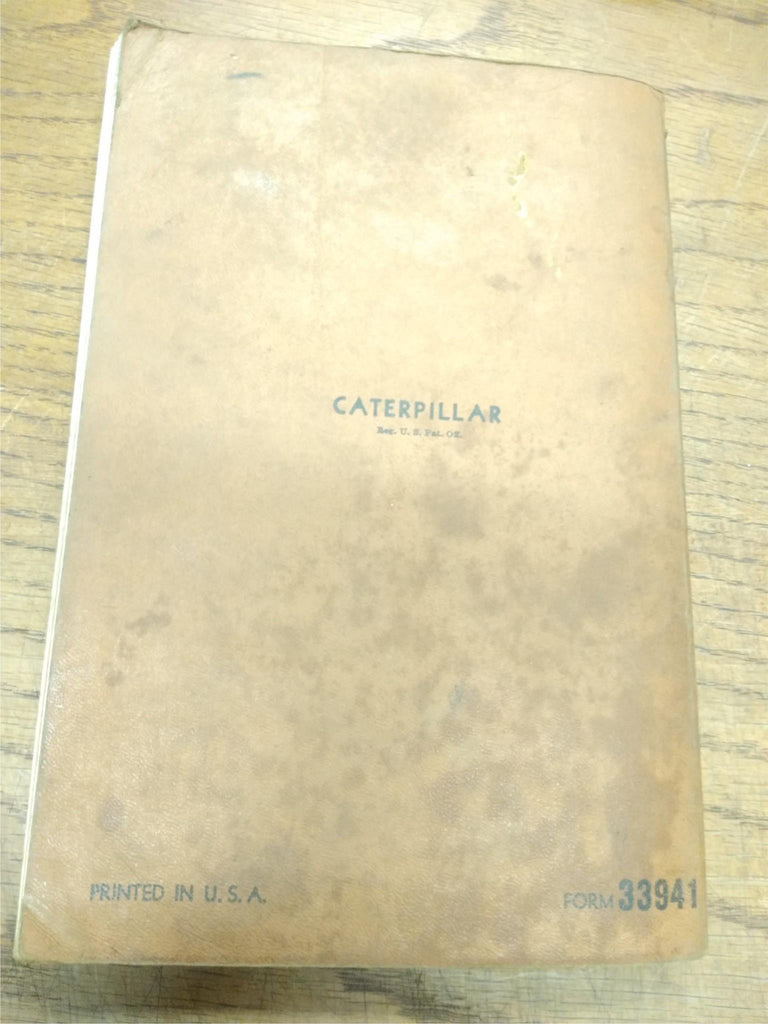 CATERPILLAR
Reg. U. S. Pat. Off.
PRINTED IN U. S. A.
FORM 33941